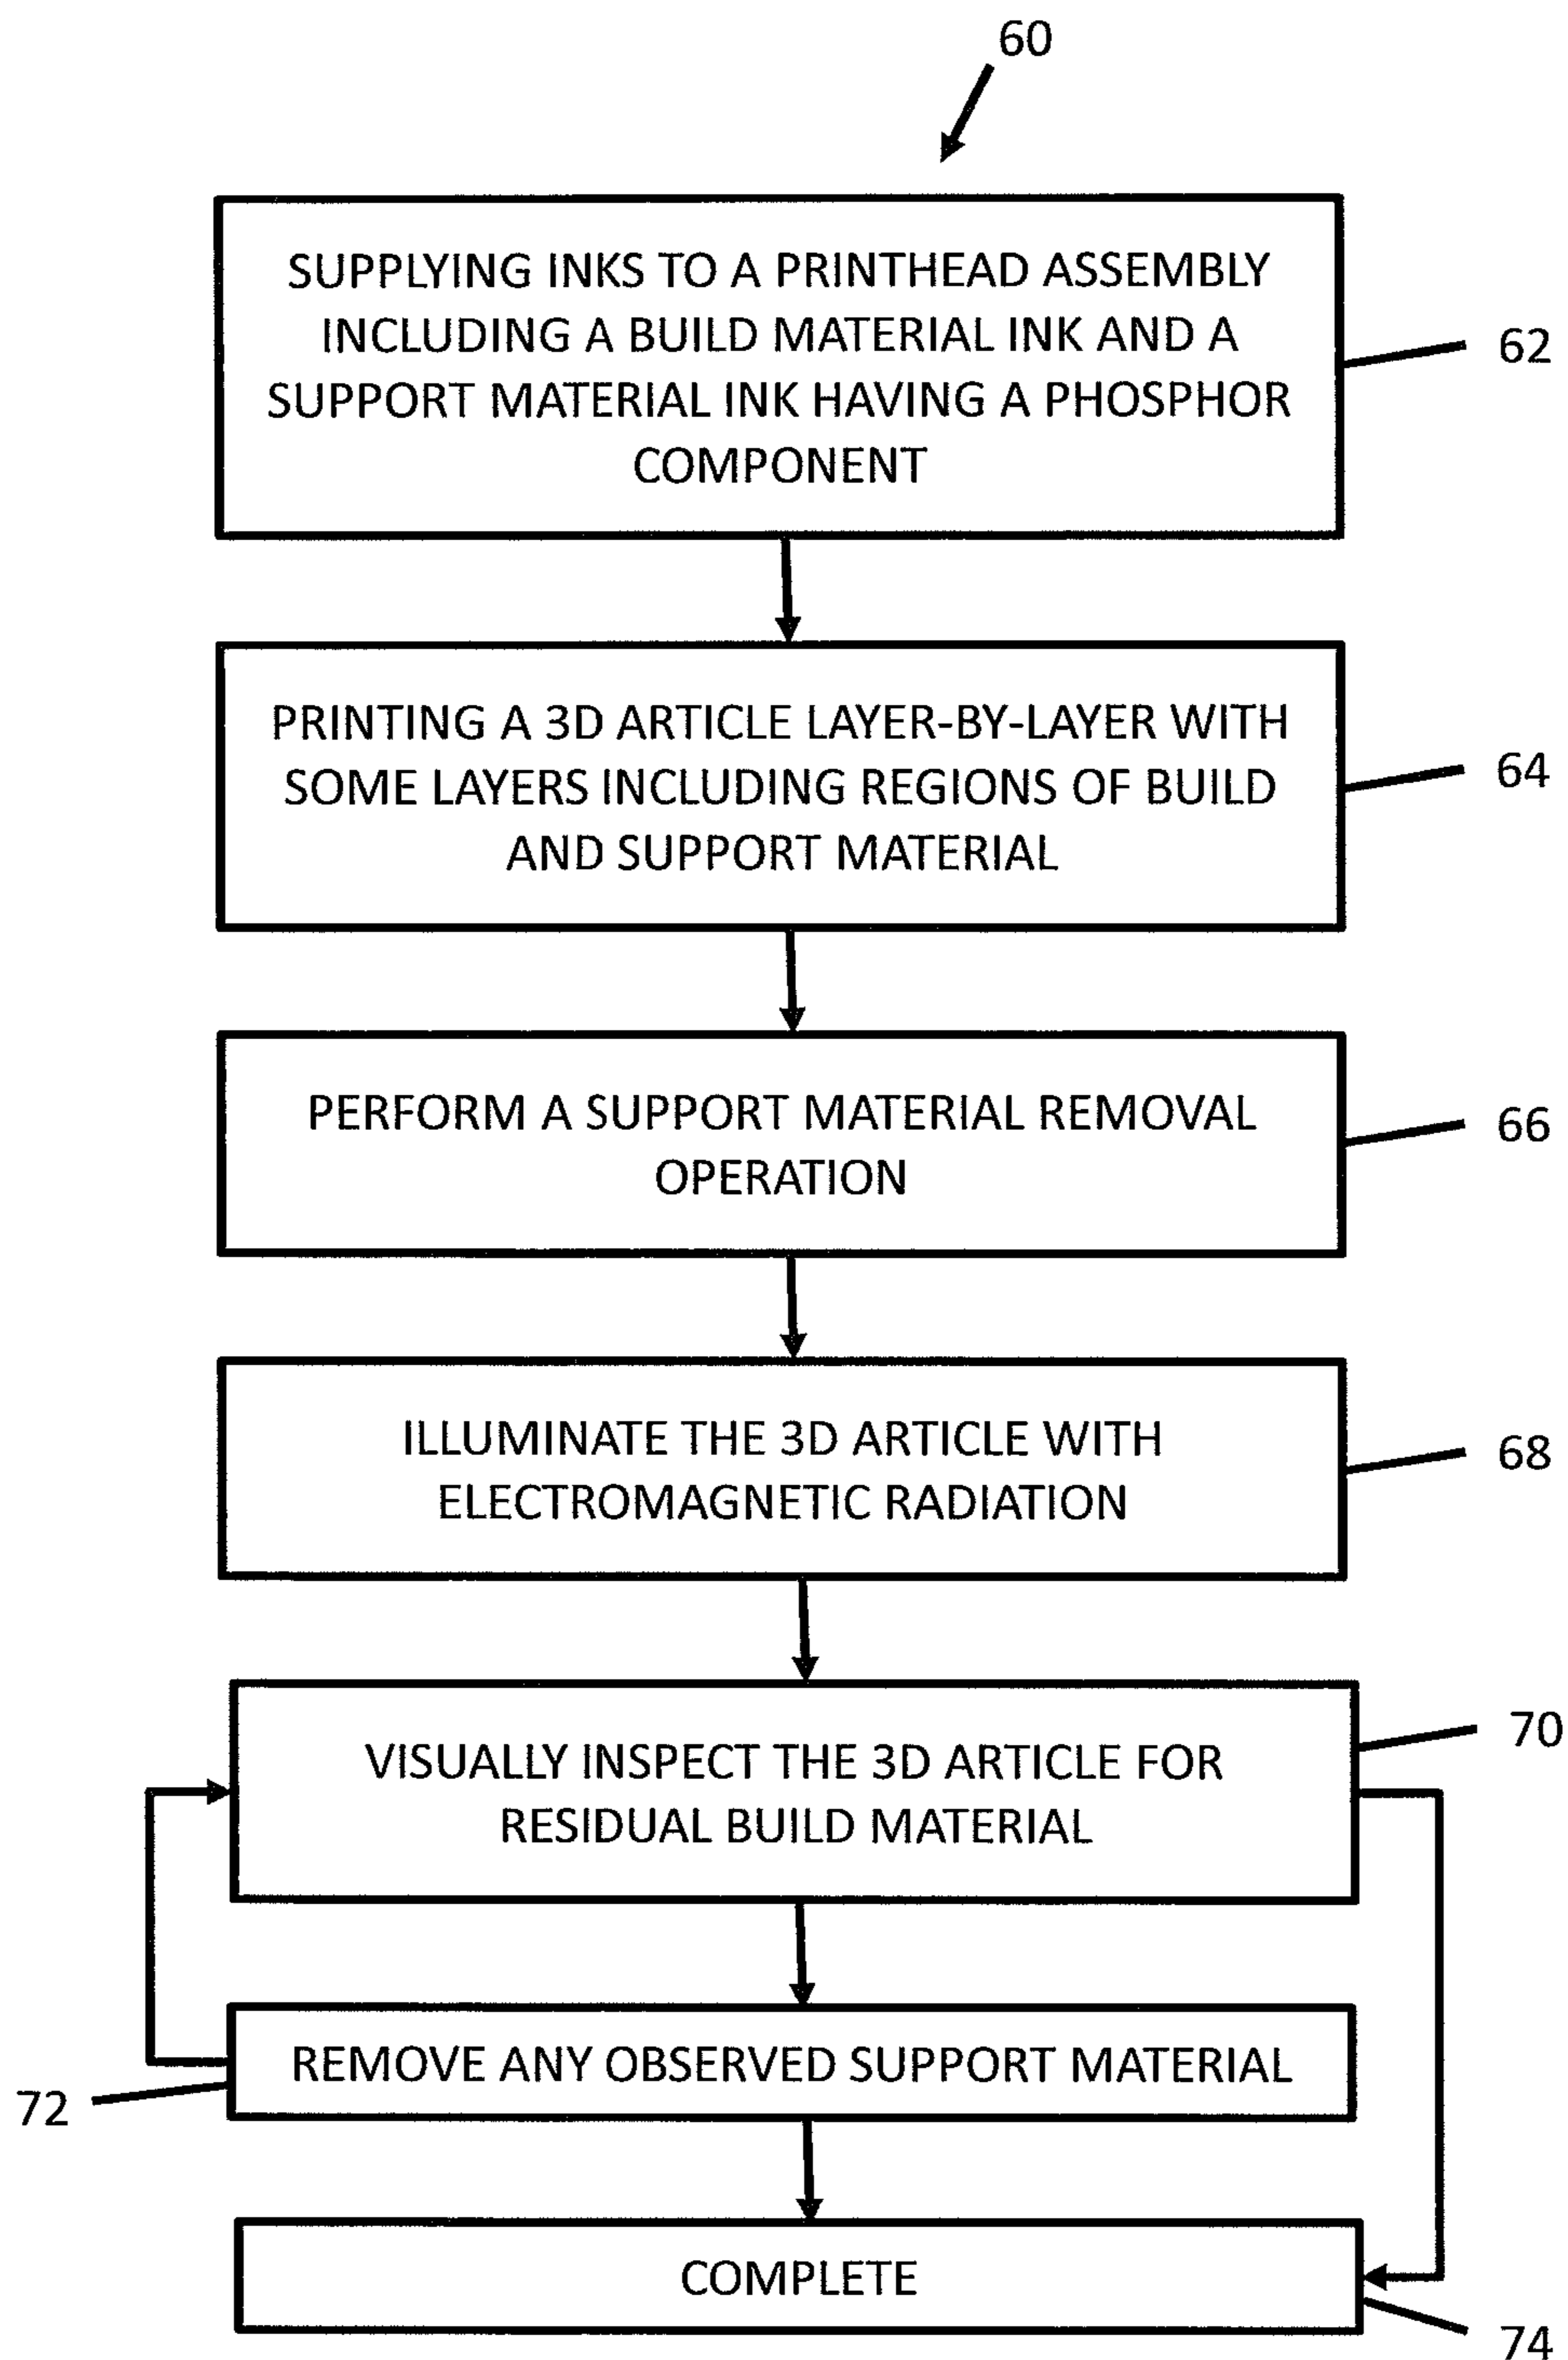 60
SUPPLYING INKS TO A PRINTHEAD ASSEMBLY
INCLUDING A BUILD MATERIAL INK AND A
SUPPORT MATERIAL INK HAVING A PHOSPHOR
COMPONENT
62
PRINTING A 3D ARTICLE LAYER-BY-LAYER WITH
SOME LAYERS INCLUDING REGIONS OF BUILD
AND SUPPORT MATERIAL
64
PERFORM A SUPPORT MATERIAL REMOVAL
OPERATION
66
ILLUMINATE THE 3D ARTICLE WITH
ELECTROMAGNETIC RADIATION
68
VISUALLY INSPECT THE 3D ARTICLE FOR
RESIDUAL BUILD MATERIAL
70
REMOVE ANY OBSERVED SUPPORT MATERIAL
72
COMPLETE
74